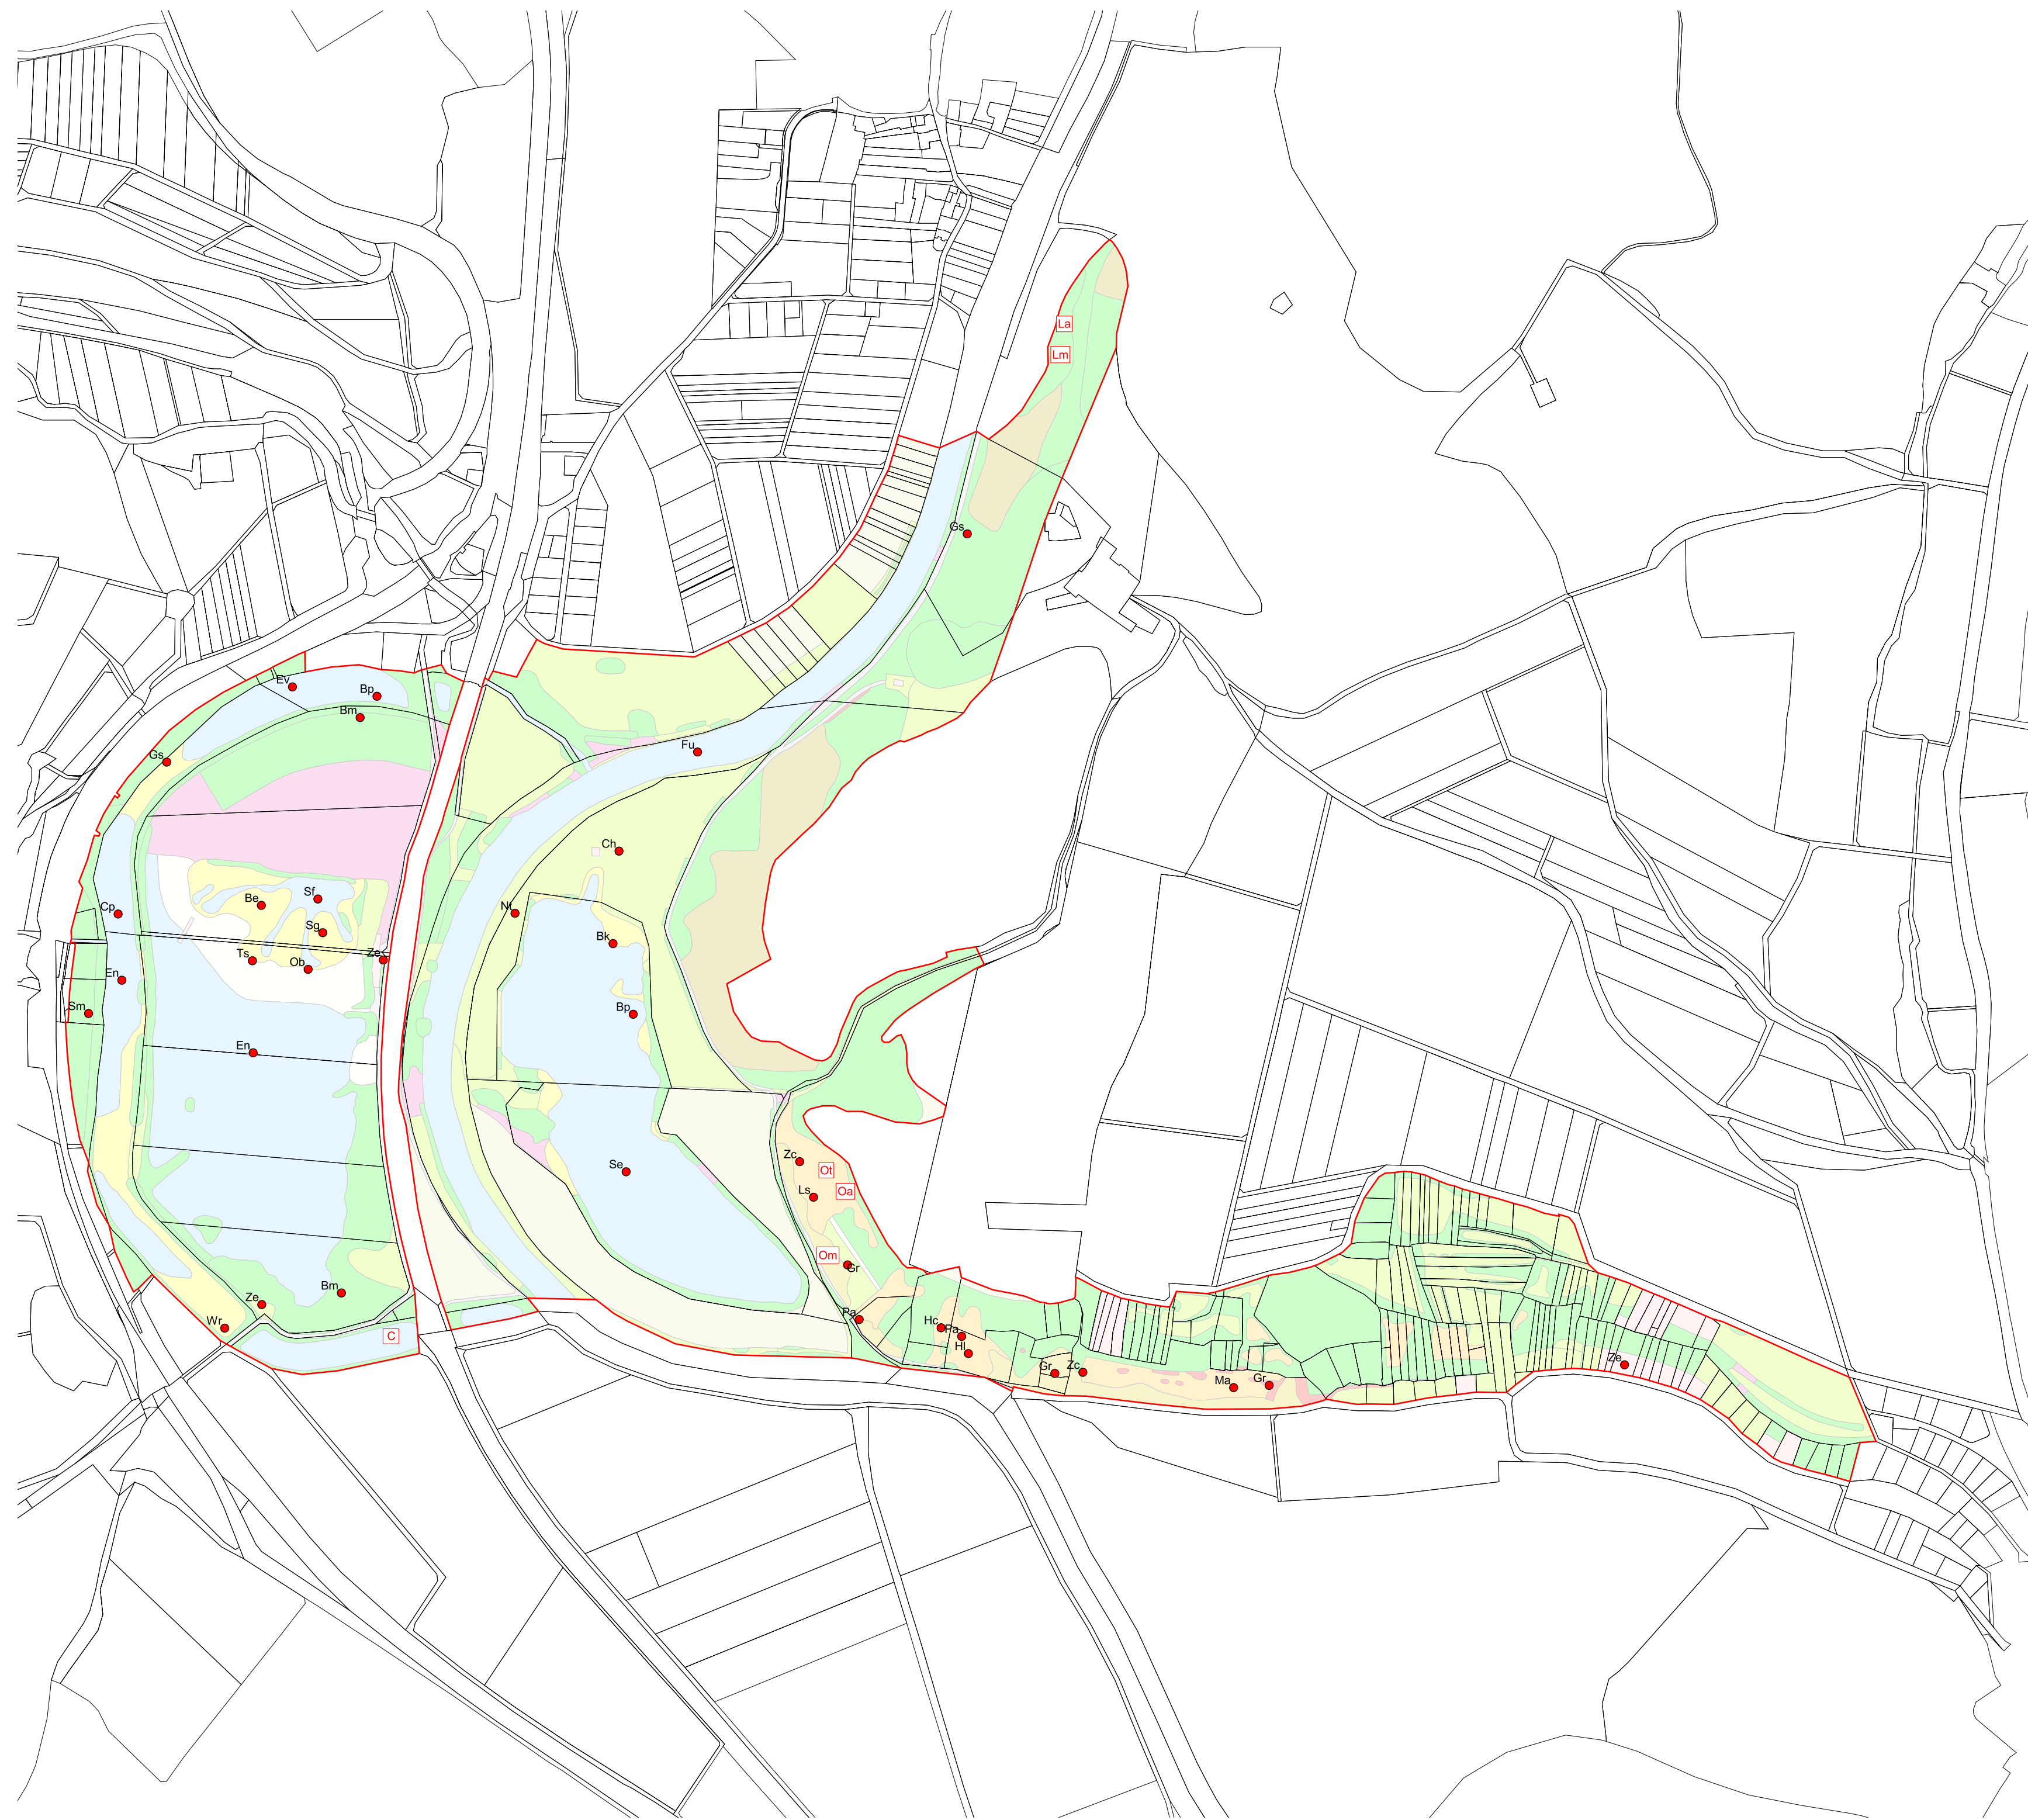 La
Lm
Gs
Ev
Bp
Bm
Gs
Fu
Ch
Sf
Be
Cp
Nf
Sg
Bk
Ts
Ob
Ze
En
Sm
Bp
En
Zc
Ot
Se
Ls
Oa
Om
Gr
Bm
Ze
Pa
Wr
C
Hc
Pa
Hl
Gr
Zc
Ze
Ma
Gr